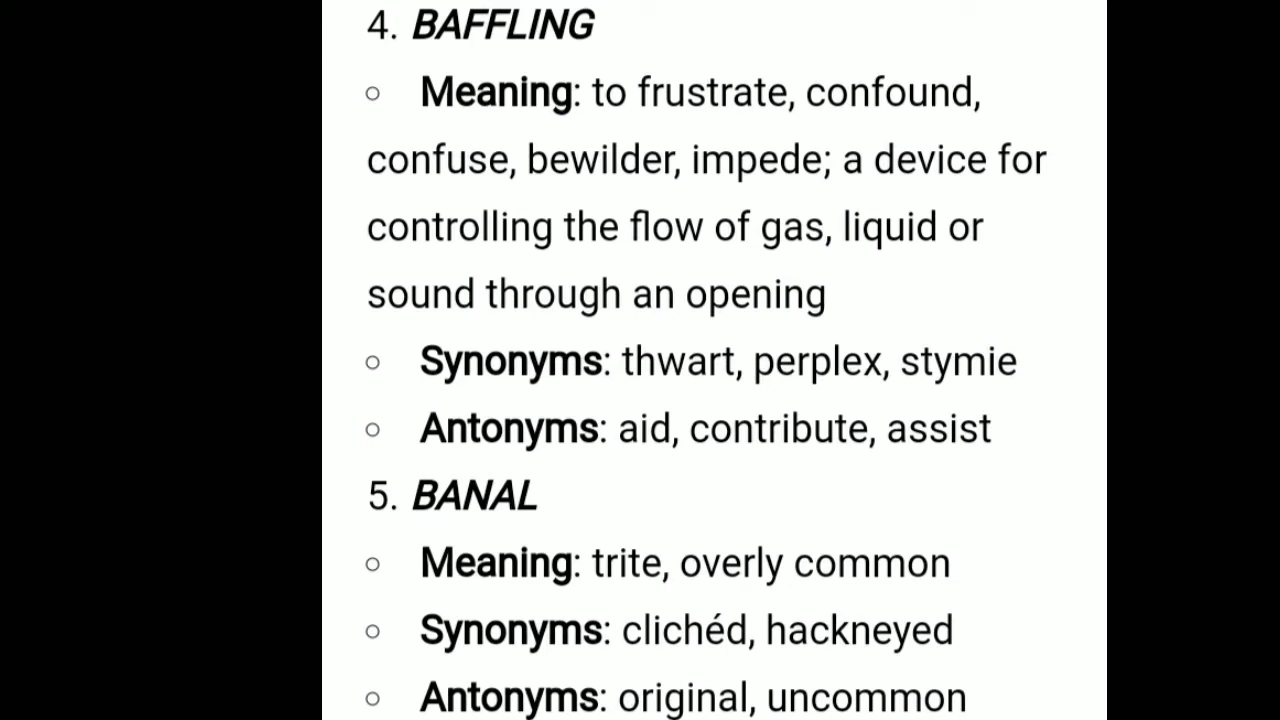 4. BAFFLING
○ Meaning: to frustrate, confound,
confuse, bewilder, impede; a device for
controlling the flow of gas, liquid or
sound through an opening
○ Synonyms: thwart, perplex, stymie
○ Antonyms: aid, contribute, assist
5. BANAL
○ Meaning: trite, overly common
○ Synonyms: clichéd, hackneyed
○ Antonyms: original, uncommon